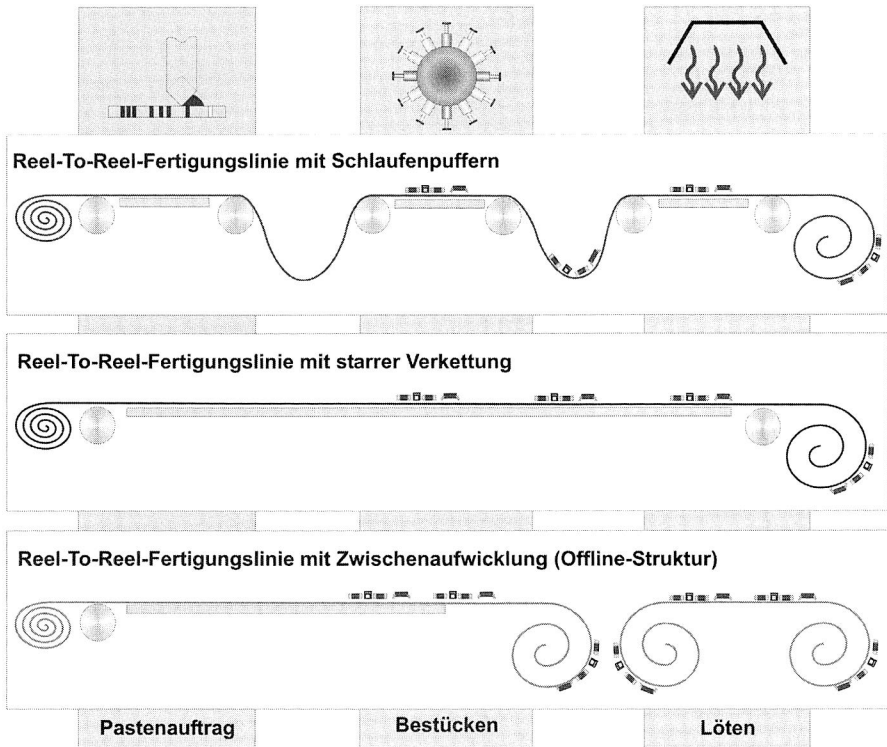 Reel-To-Reel-Fertigungslinie mit Schlaufenpuffern
Reel-To-Reel-Fertigungslinie mit starrer Verkettung
Reel-To-Reel-Fertigungslinie mit Zwischenaufwicklung (Offline-Struktur)
Pastenauftrag
Bestücken
Löten